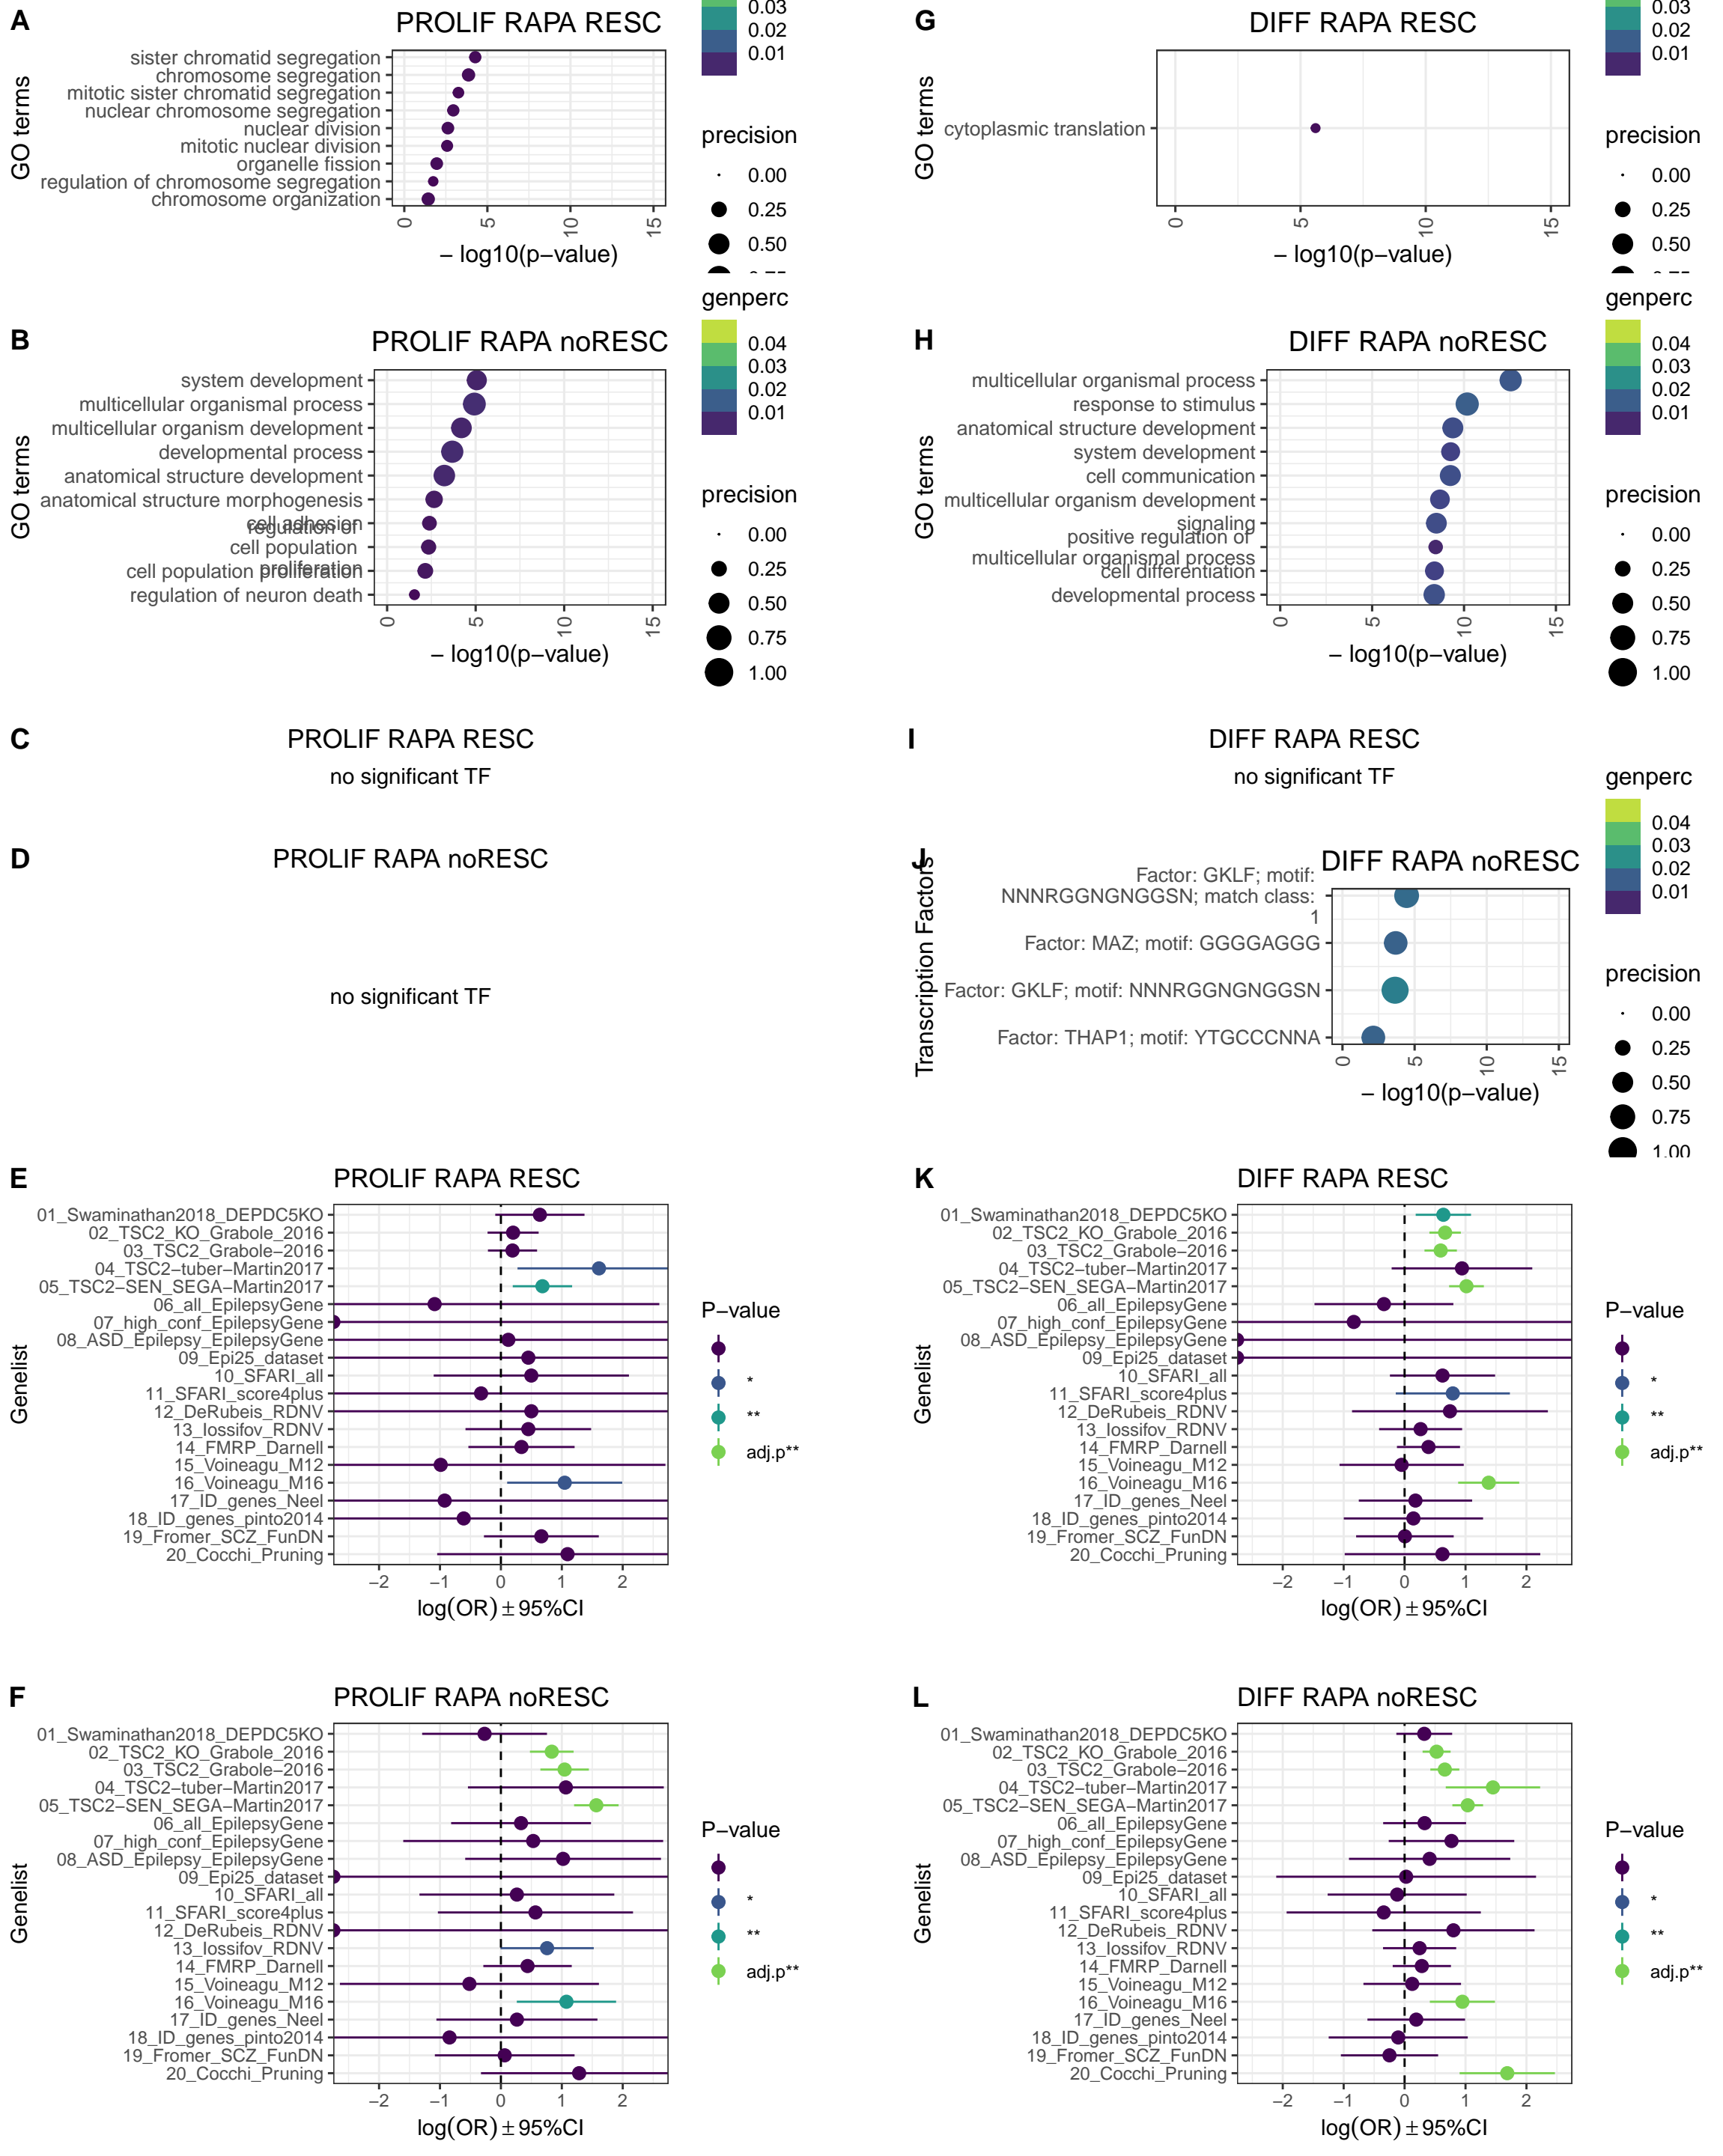 A
PROLIF RAPA RESC
GO terms
sister chromatid segregation
chromosome segregation
mitotic sister chromatid segregation
nuclear chromosome segregation
nuclear division
mitotic nuclear division
organelle fission
regulation of chromosome segregation
chromosome organization
0 5 10 15
− log10(p−value)
0.03
0.02
0.01
precision
0.00
0.25
0.50
G
DIFF RAPA RESC
GO terms
cytoplasmic translation
0 5 10 15
− log10(p−value)
0.03
0.02
0.01
precision
0.00
0.25
0.50
B
PROLIF RAPA noRESC
GO terms
system development
multicellular organismal process
multicellular organism development
developmental process
anatomical structure development
anatomical structure morphogenesis
cell adhesion
regulation of
cell population
proliferation
cell population proliferation
regulation of neuron death
0 5 10 15
− log10(p−value)
genperc
0.04
0.03
0.02
0.01
precision
0.00
0.25
0.50
0.75
1.00
H
DIFF RAPA noRESC
GO terms
multicellular organismal process
response to stimulus
anatomical structure development
system development
cell communication
multicellular organism development
signaling
positive regulation of
multicellular organismal process
cell differentiation
developmental process
0 5 10 15
− log10(p−value)
genperc
0.04
0.03
0.02
0.01
precision
0.00
0.25
0.50
0.75
1.00
C
PROLIF RAPA RESC
no significant TF
I
DIFF RAPA RESC
no significant TF
D
PROLIF RAPA noRESC
no significant TF
J
DIFF RAPA noRESC
Transcription Factors
Factor: GKLF; motif:
NNNRGGNGNGGSN; match class:
1
Factor: MAZ; motif: GGGGAGGG
Factor: GKLF; motif: NNNRGGNGNGGSN
Factor: THAP1; motif: YTGCCCNNA
0 5 10 15
− log10(p−value)
genperc
0.04
0.03
0.02
0.01
precision
0.00
0.25
0.50
0.75
1.00
E
PROLIF RAPA RESC
Genelist
01_Swaminathan2018_DEPDC5KO
02_TSC2_KO_Grabole_2016
03_TSC2_Grabole−2016
04_TSC2−tuber−Martin2017
05_TSC2−SEN_SEGA−Martin2017
06_all_EpilepsyGene
07_high_conf_EpilepsyGene
08_ASD_Epilepsy_EpilepsyGene
09_Epi25_dataset
10_SFARI_all
11_SFARI_score4plus
12_DeRubeis_RDNV
13_Iossifov_RDNV
14_FMRP_Darnell
15_Voineagu_M12
16_Voineagu_M16
17_ID_genes_Neel
18_ID_genes_pinto2014
19_Fromer_SCZ_FunDN
20_Cocchi_Pruning
−2 −1 0 1 2
log(OR) ± 95%CI
P−value
*
**
adj.p**
K
DIFF RAPA RESC
Genelist
01_Swaminathan2018_DEPDC5KO
02_TSC2_KO_Grabole_2016
03_TSC2_Grabole−2016
04_TSC2−tuber−Martin2017
05_TSC2−SEN_SEGA−Martin2017
06_all_EpilepsyGene
07_high_conf_EpilepsyGene
08_ASD_Epilepsy_EpilepsyGene
09_Epi25_dataset
10_SFARI_all
11_SFARI_score4plus
12_DeRubeis_RDNV
13_Iossifov_RDNV
14_FMRP_Darnell
15_Voineagu_M12
16_Voineagu_M16
17_ID_genes_Neel
18_ID_genes_pinto2014
19_Fromer_SCZ_FunDN
20_Cocchi_Pruning
−2 −1 0 1 2
log(OR) ± 95%CI
P−value
*
**
adj.p**
F
PROLIF RAPA noRESC
Genelist
01_Swaminathan2018_DEPDC5KO
02_TSC2_KO_Grabole_2016
03_TSC2_Grabole−2016
04_TSC2−tuber−Martin2017
05_TSC2−SEN_SEGA−Martin2017
06_all_EpilepsyGene
07_high_conf_EpilepsyGene
08_ASD_Epilepsy_EpilepsyGene
09_Epi25_dataset
10_SFARI_all
11_SFARI_score4plus
12_DeRubeis_RDNV
13_Iossifov_RDNV
14_FMRP_Darnell
15_Voineagu_M12
16_Voineagu_M16
17_ID_genes_Neel
18_ID_genes_pinto2014
19_Fromer_SCZ_FunDN
20_Cocchi_Pruning
−2 −1 0 1 2
log(OR) ± 95%CI
P−value
*
**
adj.p**
L
DIFF RAPA noRESC
Genelist
01_Swaminathan2018_DEPDC5KO
02_TSC2_KO_Grabole_2016
03_TSC2_Grabole−2016
04_TSC2−tuber−Martin2017
05_TSC2−SEN_SEGA−Martin2017
06_all_EpilepsyGene
07_high_conf_EpilepsyGene
08_ASD_Epilepsy_EpilepsyGene
09_Epi25_dataset
10_SFARI_all
11_SFARI_score4plus
12_DeRubeis_RDNV
13_Iossifov_RDNV
14_FMRP_Darnell
15_Voineagu_M12
16_Voineagu_M16
17_ID_genes_Neel
18_ID_genes_pinto2014
19_Fromer_SCZ_FunDN
20_Cocchi_Pruning
−2 −1 0 1 2
log(OR) ± 95%CI
P−value
*
**
adj.p**